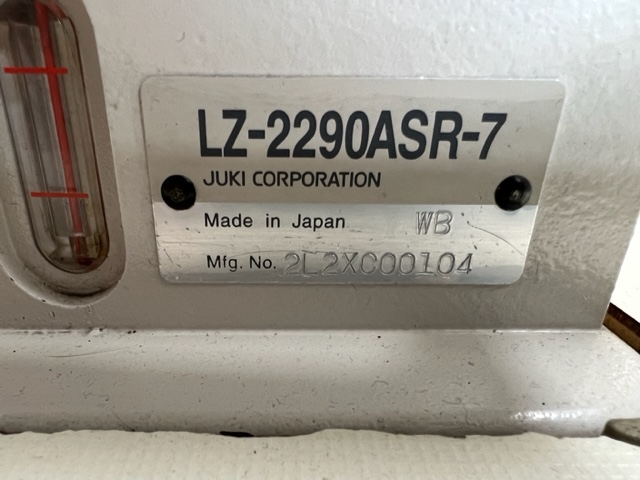 LZ-2290ASR-7
JUKI CORPORATION
Made in Japan WB
Mfg. No. 2L2XC00104